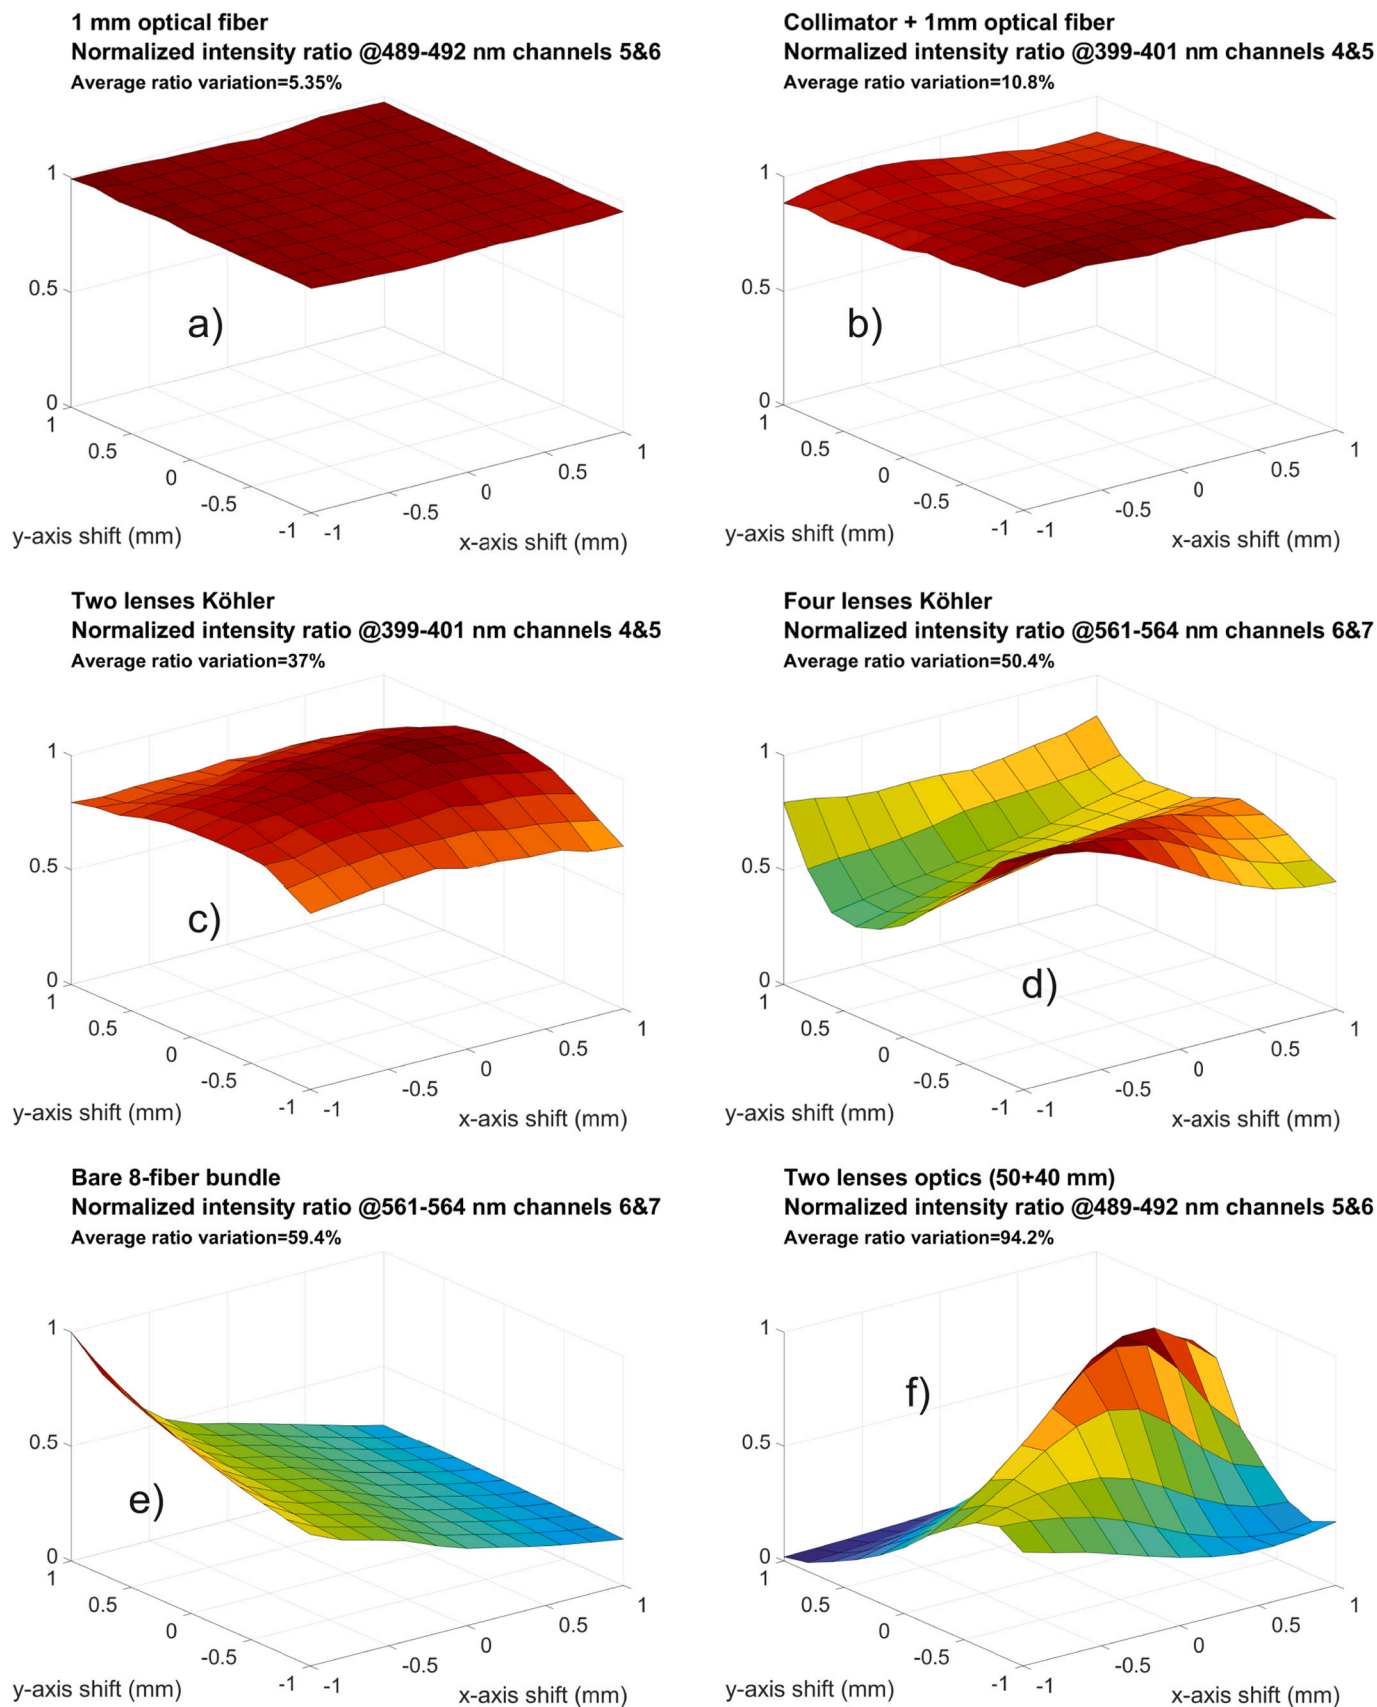 1 mm optical fiber
Normalized intensity ratio @489-492 nm channels 5&6
Average ratio variation=5.35%
1
0.5
0
1
0.5
0
-0.5
-1
-1
-0.5
0
0.5
1
y-axis shift (mm)
x-axis shift (mm)
a)
Collimator + 1mm optical fiber
Normalized intensity ratio @399-401 nm channels 4&5
Average ratio variation=10.8%
1
0.5
0
1
0.5
0
-0.5
-1
-1
-0.5
0
0.5
1
y-axis shift (mm)
x-axis shift (mm)
b)
Two lenses Köhler
Normalized intensity ratio @399-401 nm channels 4&5
Average ratio variation=37%
1
0.5
0
1
0.5
0
-0.5
-1
-1
-0.5
0
0.5
1
y-axis shift (mm)
x-axis shift (mm)
c)
Four lenses Köhler
Normalized intensity ratio @561-564 nm channels 6&7
Average ratio variation=50.4%
1
0.5
0
1
0.5
0
-0.5
-1
-1
-0.5
0
0.5
1
y-axis shift (mm)
x-axis shift (mm)
d)
Bare 8-fiber bundle
Normalized intensity ratio @561-564 nm channels 6&7
Average ratio variation=59.4%
1
0.5
0
1
0.5
0
-0.5
-1
-1
-0.5
0
0.5
1
y-axis shift (mm)
x-axis shift (mm)
e)
Two lenses optics (50+40 mm)
Normalized intensity ratio @489-492 nm channels 5&6
Average ratio variation=94.2%
1
0.5
0
1
0.5
0
-0.5
-1
-1
-0.5
0
0.5
1
y-axis shift (mm)
x-axis shift (mm)
f)